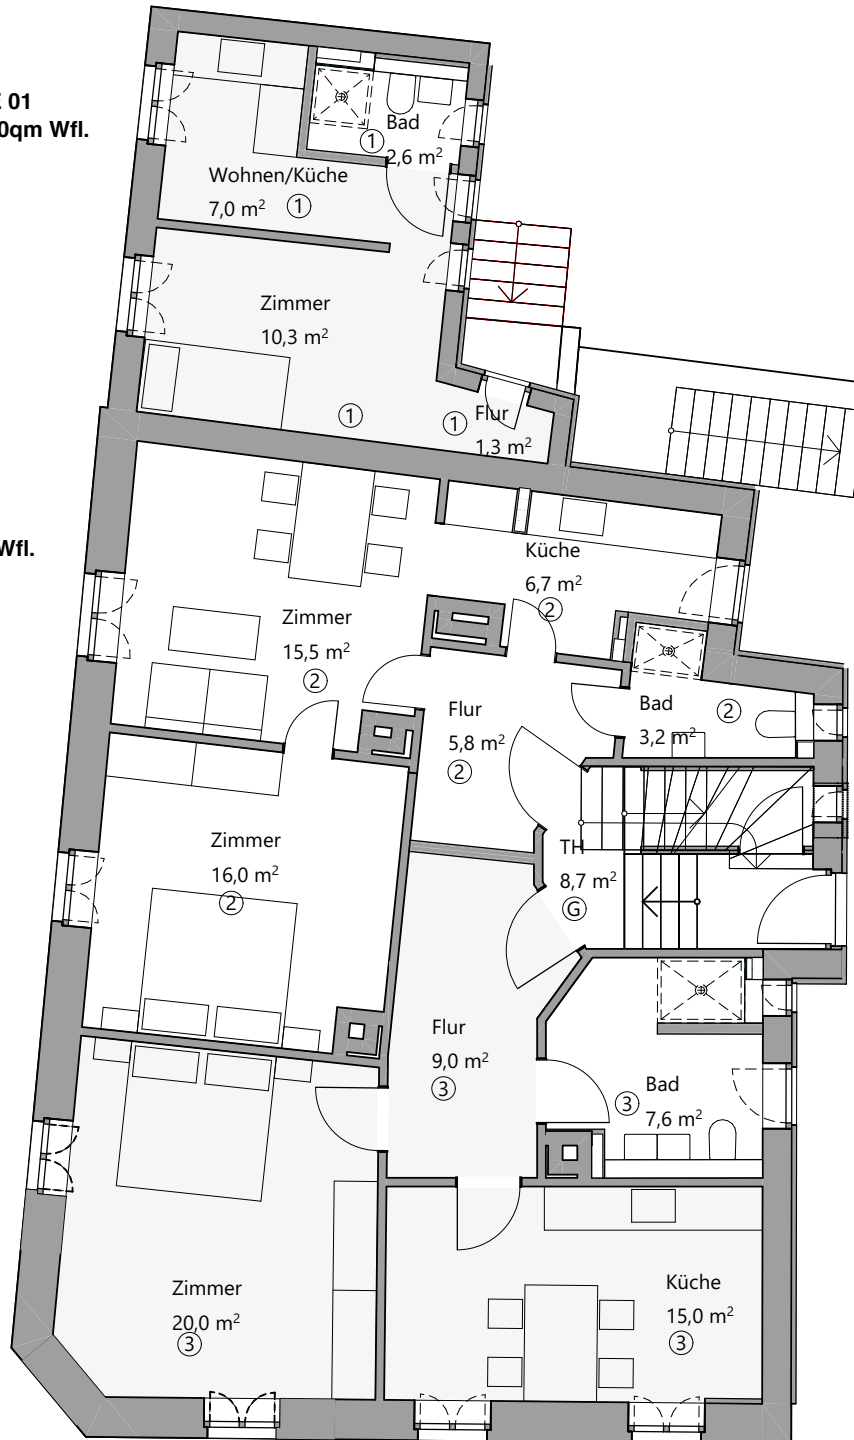 01
0qm Wfl.
Bad
①
2,6 m²
Wohnen/Küche
7,0 m² ①
Zimmer
10,3 m²
①
① Flur
1,3 m²
Wfl.
Küche
6,7 m²
②
Zimmer
15,5 m²
②
Bad ②
3,2 m²
Flur
5,8 m²
②
Zimmer
16,0 m²
②
TH
8,7 m²
Ⓖ
Flur
9,0 m²
③
Bad
③ 7,6 m²
Zimmer
20,0 m²
③
Küche
15,0 m²
③